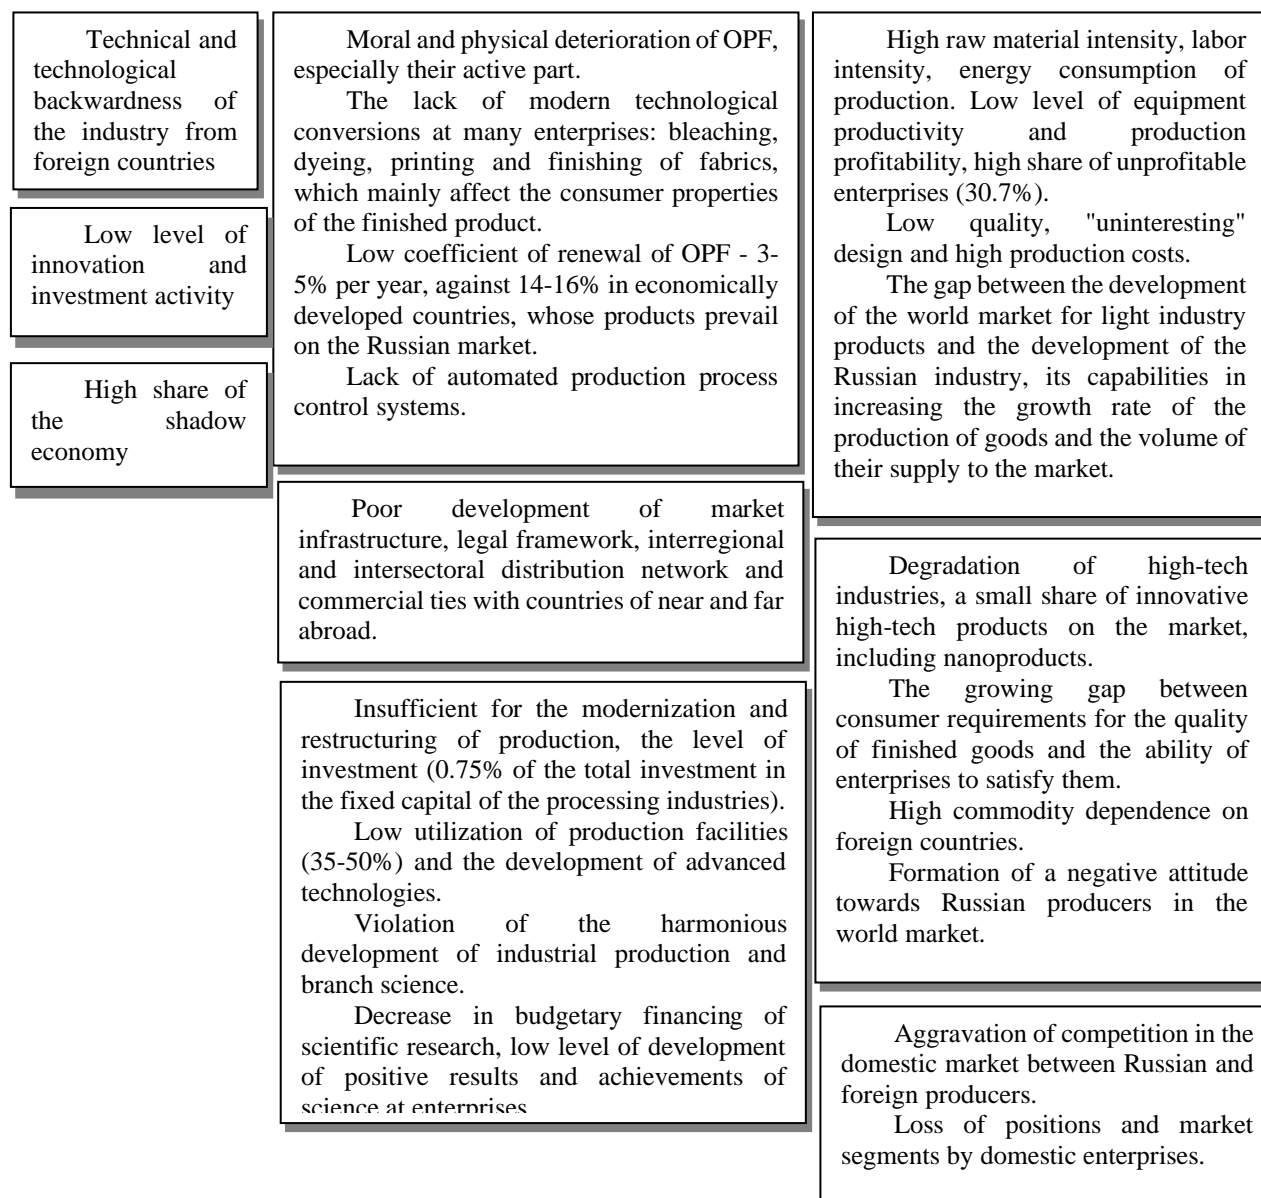 Technical and
technological
backwardness of
the industry from
foreign countries
Low level of
innovation and
investment activity
High share of
the shadow
economy
Moral and physical deterioration of OPF,
especially their active part.
The lack of modern technological
conversions at many enterprises: bleaching,
dyeing, printing and finishing of fabrics,
which mainly affect the consumer properties
of the finished product.
Low coefficient of renewal of OPF - 3-
5% per year, against 14-16% in economically
developed countries, whose products prevail
on the Russian market.
Lack of automated production process
control systems.
Poor development of market
infrastructure, legal framework, interregional
and intersectoral distribution network and
commercial ties with countries of near and far
abroad.
Insufficient for the modernization and
restructuring of production, the level of
investment (0.75% of the total investment in
the fixed capital of the processing industries).
Low utilization of production facilities
(35-50%) and the development of advanced
technologies.
Violation of the harmonious
development of industrial production and
branch science.
Decrease in budgetary financing of
scientific research, low level of development
of positive results and achievements of
science at enterprises
High raw material intensity, labor
intensity, energy consumption of
production. Low level of equipment
productivity and production
profitability, high share of unprofitable
enterprises (30.7%).
Low quality, "uninteresting"
design and high production costs.
The gap between the development
of the world market for light industry
products and the development of the
Russian industry, its capabilities in
increasing the growth rate of the
production of goods and the volume of
their supply to the market.
Degradation of high-tech
industries, a small share of innovative
high-tech products on the market,
including nanoproducts.
The growing gap between
consumer requirements for the quality
of finished goods and the ability of
enterprises to satisfy them.
High commodity dependence on
foreign countries.
Formation of a negative attitude
towards Russian producers in the
world market.
Aggravation of competition in the
domestic market between Russian and
foreign producers.
Loss of positions and market
segments by domestic enterprises.